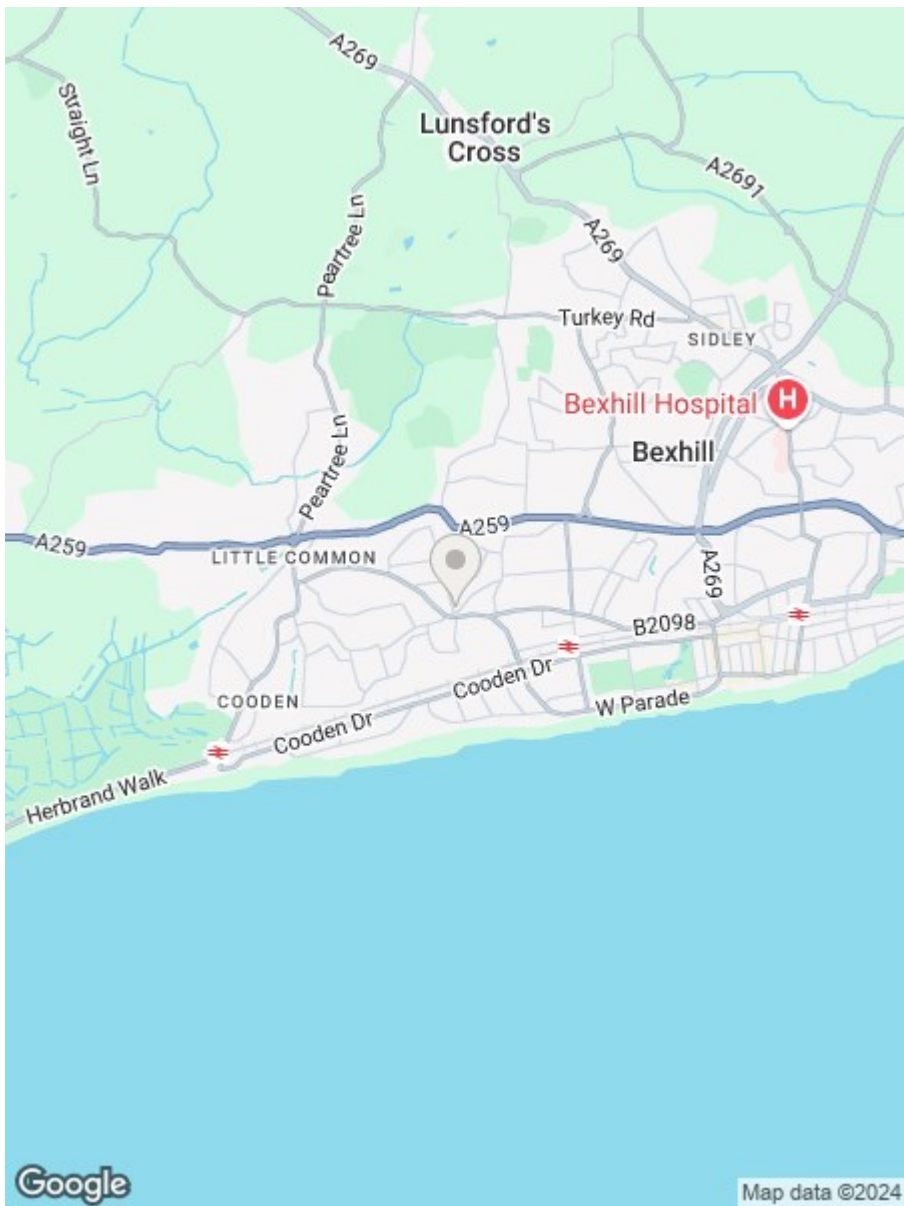 A269
Straight Ln
Lunsford's
Cross
A2691
Peartree Ln
A269
Turkey Rd
SIDLEY
Bexhill Hospital
H
Bexhill
Peartree Ln
A259
A259
LITTLE COMMON
A269
B2098
Cooden Dr
COODEN
W Parade
Cooden Dr
Herbrand Walk
Google
Map data ©2024